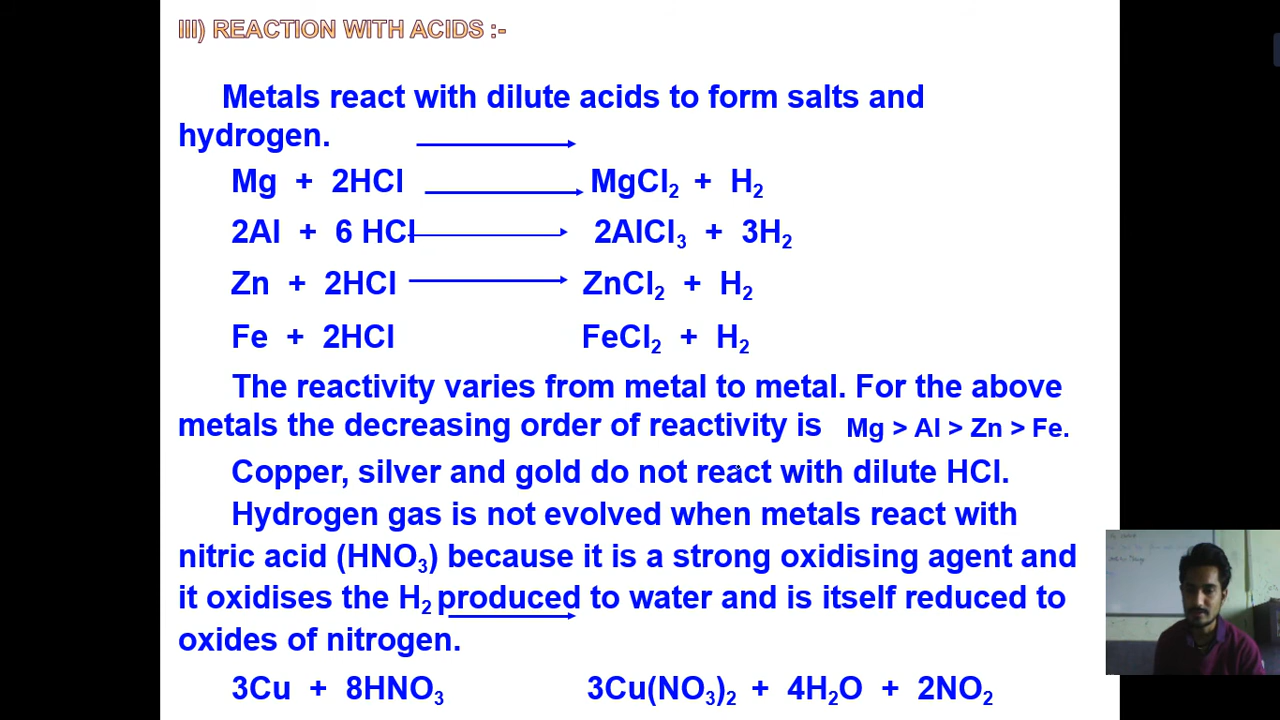 III) REACTION WITH ACIDS :-
Metals react with dilute acids to form salts and
hydrogen.
Mg + 2HCl MgCl₂ + H₂
2Al + 6 HCl 2AlCl₃ + 3H₂
Zn + 2HCl ZnCl₂ + H₂
Fe + 2HCl FeCl₂ + H₂
The reactivity varies from metal to metal. For the above
metals the decreasing order of reactivity is Mg > Al > Zn > Fe.
Copper, silver and gold do not react with dilute HCl.
Hydrogen gas is not evolved when metals react with
nitric acid (HNO₃) because it is a strong oxidising agent and
it oxidises the H₂ produced to water and is itself reduced to
oxides of nitrogen.
3Cu + 8HNO₃ 3Cu(NO₃)₂ + 4H₂O + 2NO₂